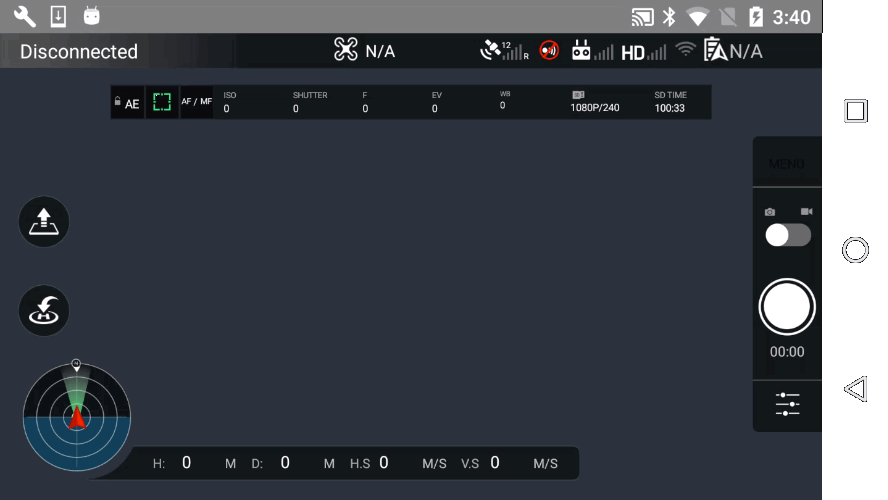 3:40
Disconnected
N/A
12
R
HD
N/A
AE
AF / MF
ISO
0
SHUTTER
0
F
0
EV
0
WB
0
1080P/240
SD TIME
100:33
MENU
00:00
N
H: 0 M D: 0 M H.S 0 M/S V.S 0 M/S